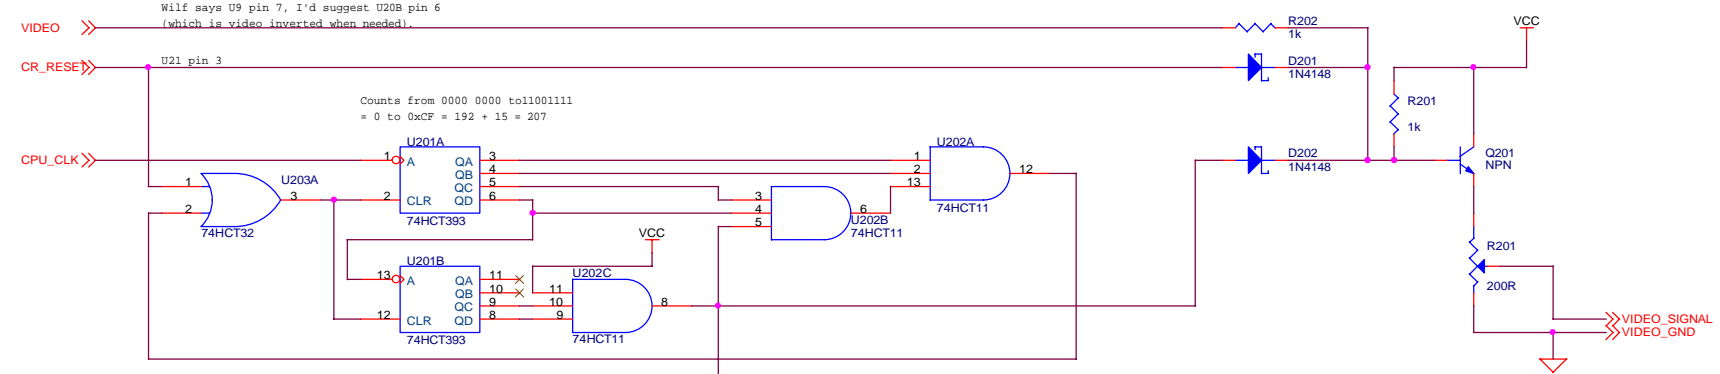 Wilf says U9 pin 7, I'd suggest U20B pin 6
(which is video inverted when needed).
VIDEO
R202
1k
VCC
CR_RESET
U21 pin 3
D201
1N4148
Counts from 0000 0000 to11001111
= 0 to 0xCF = 192 + 15 = 207
R201
1k
CPU_CLK
U201A
1
A
QA
3
QB
4
QC
5
QD
6
2
CLR
74HCT393
U202A
1
2
13
12
74HCT11
D202
1N4148
Q201
NPN
U203A
1
2
3
74HCT32
3
4
5
6
U202B
74HCT11
VCC
U201B
13
A
QA
11
QB
10
QC
9
QD
8
12
CLR
74HCT393
U202C
11
10
9
8
74HCT11
R201
200R
VIDEO_SIGNAL
VIDEO_GND